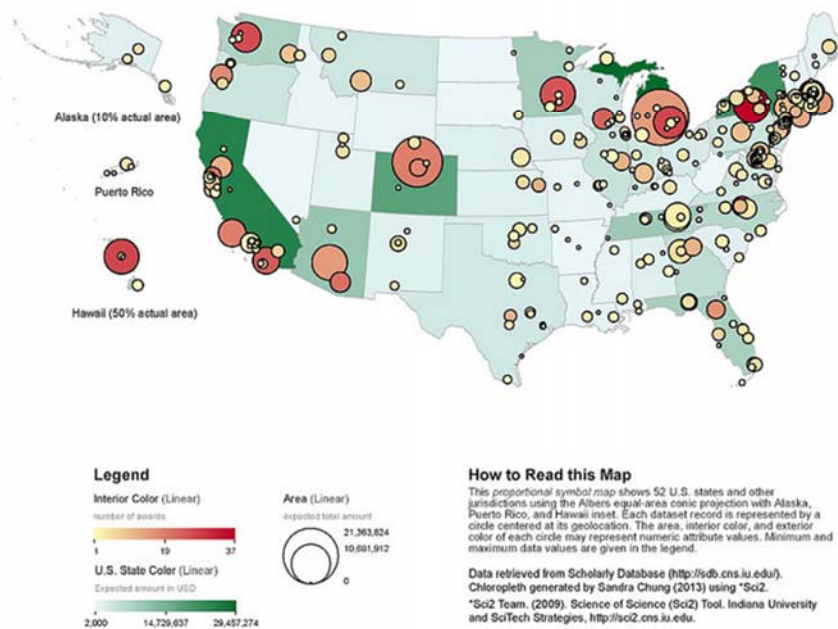 Alaska (10% actual area)
Puerto Rico
Hawaii (50% actual area)
Legend
Interior Color (Linear)
number of awards
1 19 37
U.S. State Color (Linear)
Expected amount in USD
2,000 14,729,637 29,457,274
Area (Linear)
expected total amount
21,363,824
10,681,912
0
How to Read this Map
This proportional symbol map shows 52 U.S. states and other
jurisdictions using the Albers equal-area conic projection with Alaska,
Puerto Rico, and Hawaii inset. Each dataset record is represented by a
circle centered at its geolocation. The area, interior color, and exterior
color of each circle may represent numeric attribute values. Minimum and
maximum data values are given in the legend.
Data retrieved from Scholarly Database (http://sdb.cns.iu.edu/).
Chloropleth generated by Sandra Chung (2013) using *Sci2.
*Sci2 Team. (2009). Science of Science (Sci2) Tool. Indiana University
and SciTech Strategies, http://sci2.cns.iu.edu.